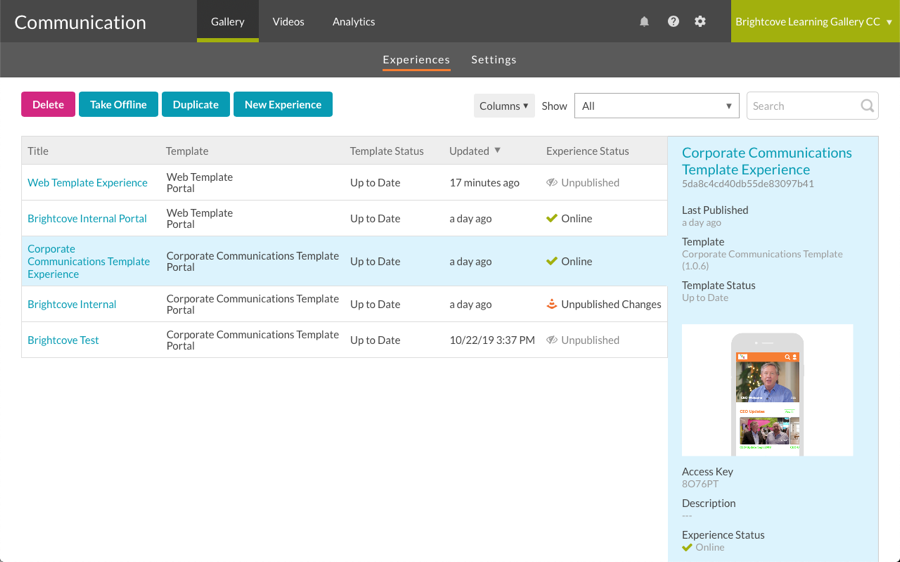 Communication
Gallery
Videos
Analytics
Brightcove Learning Gallery CC
Experiences
Settings
Delete
Take Offline
Duplicate
New Experience
Columns
Show
All
Search
Title
Template
Template Status
Updated
Experience Status
Web Template Experience
Web Template
Portal
Up to Date
17 minutes ago
Unpublished
Brightcove Internal Portal
Web Template
Portal
Up to Date
a day ago
Online
Corporate
Communications Template
Experience
Corporate Communications Template
Portal
Up to Date
a day ago
Online
Brightcove Internal
Corporate Communications Template
Portal
Up to Date
a day ago
Unpublished Changes
Brightcove Test
Corporate Communications Template
Portal
Up to Date
10/22/19 3:37 PM
Unpublished
Corporate Communications
Template Experience
5da8c4cd40db55de83097b41
Last Published
a day ago
Template
Corporate Communications Template
(1.0.6)
Template Status
Up to Date
CEO Updates
Access Key
8O76PT
Description
---
Experience Status
Online